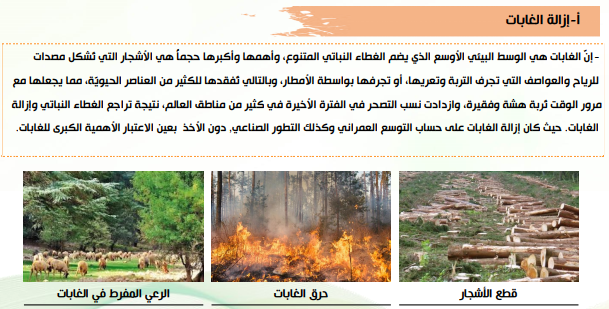 أ-إزالة الغابات
- إنّ الغابات هي الوسط البيئي الأوسع الذي يضم الغطاء النباتي المتنوع، وأهمها وأكبرها حجماً هي الأشجار التي تُشكل مصدات
للرياح والعواصف التي تجرف التربة وتعريها، أو تجرفها بواسطة الأمطار، وبالتالي تُفقدها للكثير من العناصر الحيويّة، مما يجعلها مع
مرور الوقت تُربة هشة وفقيرة، وازدادت نسب التصحر في الفترة الأخيرة في كثير من مناطق العالم، نتيجة تراجع الغطاء النباتي وإزالة
الغابات. حيث كان إزالة الغابات على حساب التوسع العمراني وكذلك التطور الصناعي, دون الأخذ بعين الاعتبار الأهمية الكبرى للغابات.
قطع الأشجار
حرق الغابات
الرعي المفرط في الغابات